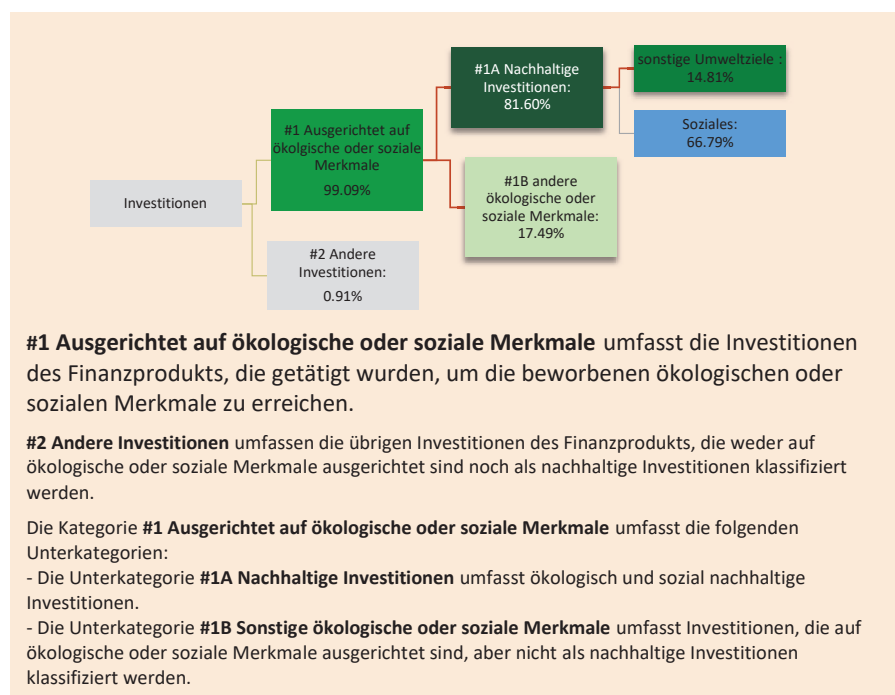 #1A Nachhaltige
Investitionen:
81.60%
sonstige Umweltziele :
14.81%
Soziales:
66.79%
#1 Ausgerichtet auf
ökolgische oder soziale
Merkmale
99.09%
#1B andere
ökologische oder
soziale Merkmale:
17.49%
Investitionen
#2 Andere
Investitionen:
0.91%
#1 Ausgerichtet auf ökologische oder soziale Merkmale umfasst die Investitionen
des Finanzprodukts, die getätigt wurden, um die beworbenen ökologischen oder
sozialen Merkmale zu erreichen.
#2 Andere Investitionen umfassen die übrigen Investitionen des Finanzprodukts, die weder auf
ökologische oder soziale Merkmale ausgerichtet sind noch als nachhaltige Investitionen klassifiziert
werden.
Die Kategorie #1 Ausgerichtet auf ökologische oder soziale Merkmale umfasst die folgenden
Unterkategorien:
- Die Unterkategorie #1A Nachhaltige Investitionen umfasst ökologisch und sozial nachhaltige
Investitionen.
- Die Unterkategorie #1B Sonstige ökologische oder soziale Merkmale umfasst Investitionen, die auf
ökologische oder soziale Merkmale ausgerichtet sind, aber nicht als nachhaltige Investitionen
klassifiziert werden.